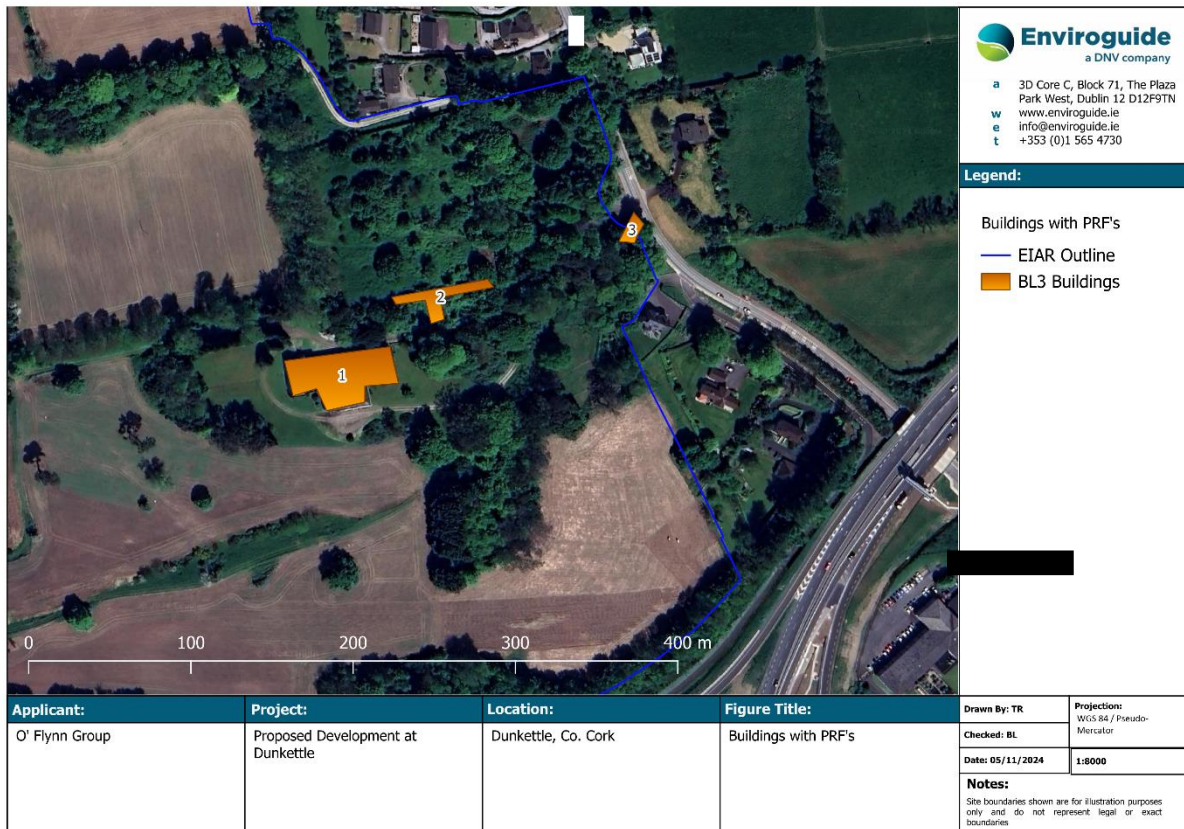 Enviroguide
a DNV company
a 3D Core C, Block 71, The Plaza
Park West, Dublin 12 D12F9TN
w www.enviroguide.ie
e info@enviroguide.ie
t +353 (0)1 565 4730
Legend:
Buildings with PRF's
EIAR Outline
BL3 Buildings
3
2
1
0 100 200 300 400 m
Applicant:
O' Flynn Group
Project:
Proposed Development at
Dunkettle
Location:
Dunkettle, Co. Cork
Figure Title:
Buildings with PRF's
Drawn By: TR
Checked: BL
Date: 05/11/2024
Projection:
WGS 84 / Pseudo-
Mercator
1:8000
Notes:
Site boundaries shown are for illustration purposes
only and do not represent legal or exact
boundaries